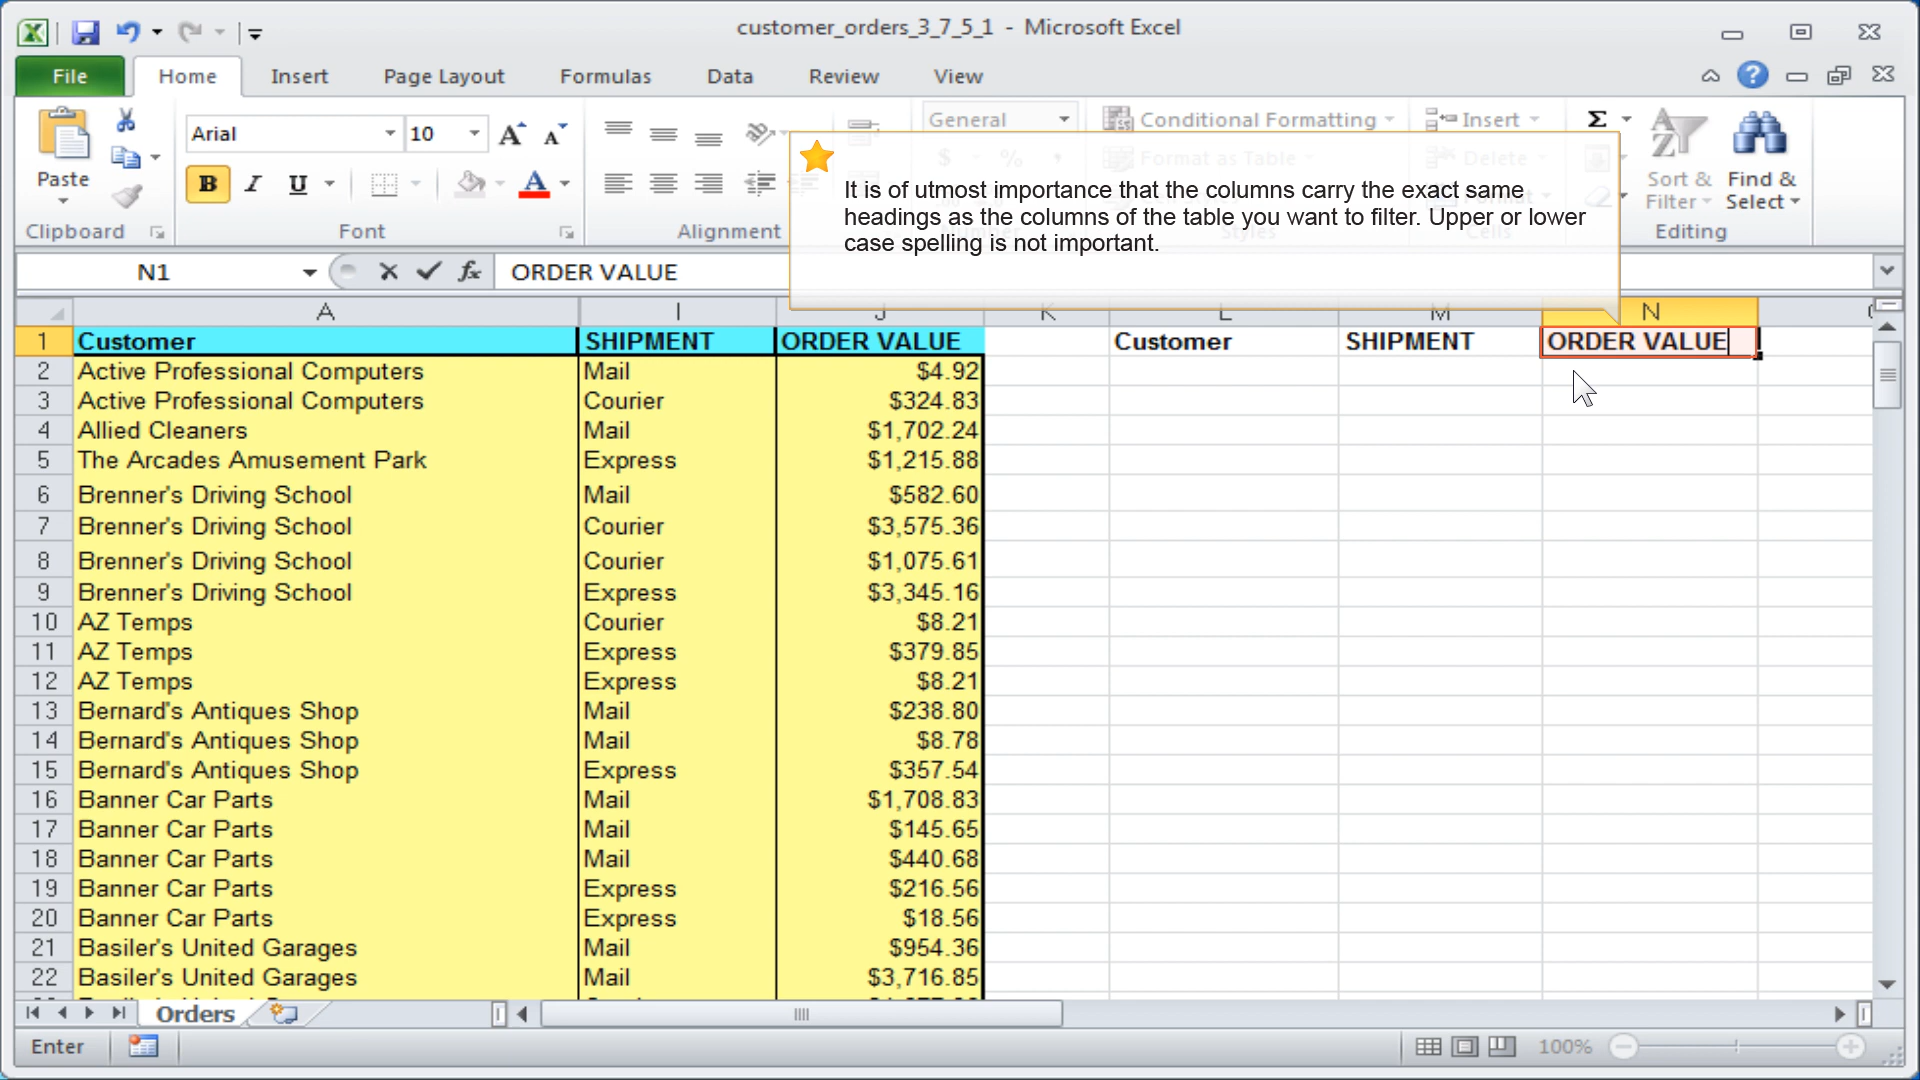 customer_orders_3_7_5_1 - Microsoft Excel
File Home Insert Page Layout Formulas Data Review View
Arial 10 General Conditional Formatting Insert Σ
$ % , Format as Table Delete
Paste B I U A Sort & Filter Find & Select
Clipboard Font Alignment Number Styles Cells Editing
It is of utmost importance that the columns carry the exact same
headings as the columns of the table you want to filter. Upper or lower
case spelling is not important.
N1 fx ORDER VALUE
A I J K L M N
1 Customer SHIPMENT ORDER VALUE Customer SHIPMENT ORDER VALUE
2 Active Professional Computers Mail $4.92
3 Active Professional Computers Courier $324.83
4 Allied Cleaners Mail $1,702.24
5 The Arcades Amusement Park Express $1,215.88
6 Brenner's Driving School Mail $582.60
7 Brenner's Driving School Courier $3,575.36
8 Brenner's Driving School Courier $1,075.61
9 Brenner's Driving School Express $3,345.16
10 AZ Temps Courier $8.21
11 AZ Temps Express $379.85
12 AZ Temps Express $8.21
13 Bernard's Antiques Shop Mail $238.80
14 Bernard's Antiques Shop Mail $8.78
15 Bernard's Antiques Shop Express $357.54
16 Banner Car Parts Mail $1,708.83
17 Banner Car Parts Mail $145.65
18 Banner Car Parts Mail $440.68
19 Banner Car Parts Express $216.56
20 Banner Car Parts Express $18.56
21 Basiler's United Garages Mail $954.36
22 Basiler's United Garages Mail $3,716.85
Orders
Enter 100%